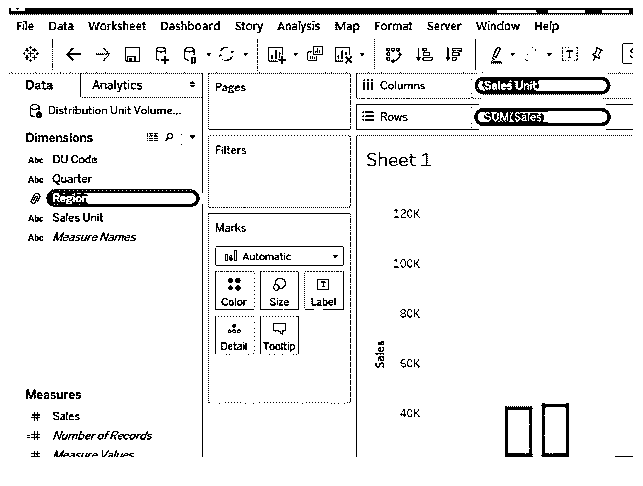 File Data Worksheet Dashboard Story Analysis Map Format Server Window Help
Data Analytics
Distribution Unit Volume...
Dimensions
Abc DU Code
Abc Quarter
Region
Abc Sales Unit
Abc Measure Names
Measures
# Sales
=# Number of Records
# Measure Values
Pages
Filters
Marks
Automatic
Color Size Label
Detail Tooltip
Columns Sales Unit
Rows SUM(Sales)
Sheet 1
120K
100K
80K
60K
40K
Sales